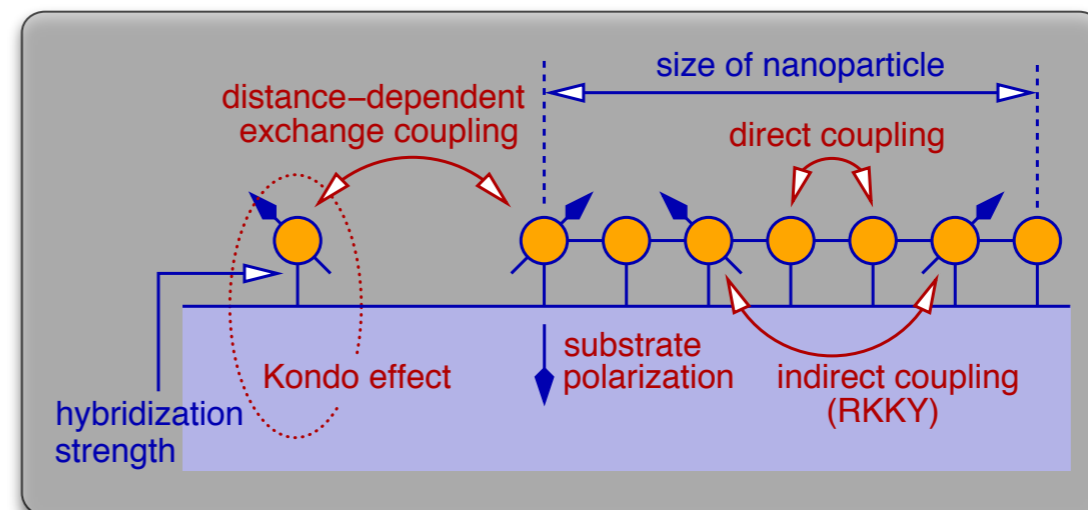 size of nanoparticle
distance–dependent
exchange coupling
direct coupling
Kondo effect
substrate
polarization
indirect coupling
(RKKY)
hybridization
strength